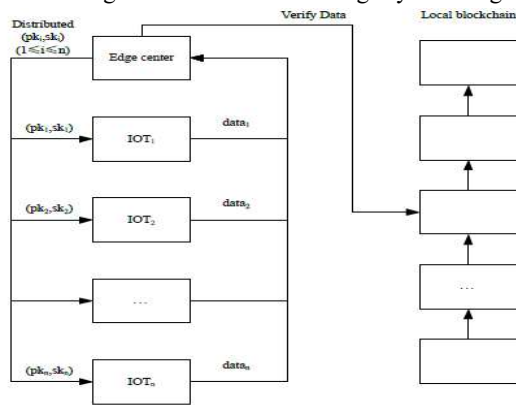 Distributed
(pkᵢ,skᵢ)
(1≤i≤n)
Verify Data
Local blockchain
Edge center
(pk₁,sk₁)
IOT₁
data₁
(pk₂,sk₂)
IOT₂
data₂
...
...
(pkₙ,skₙ)
IOTₙ
dataₙ